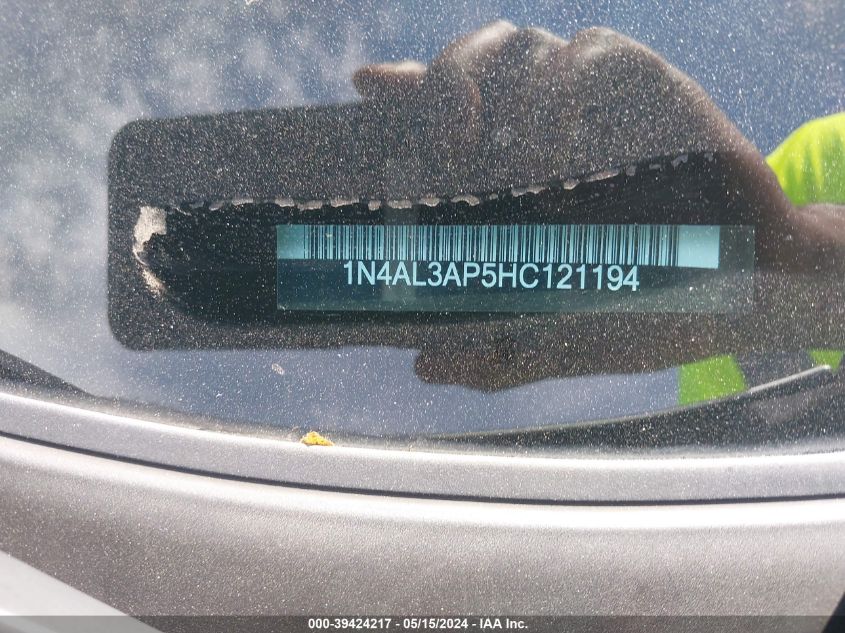 1N4AL3AP5HC121194
000-39424217 - 05/15/2024 - IAA Inc.